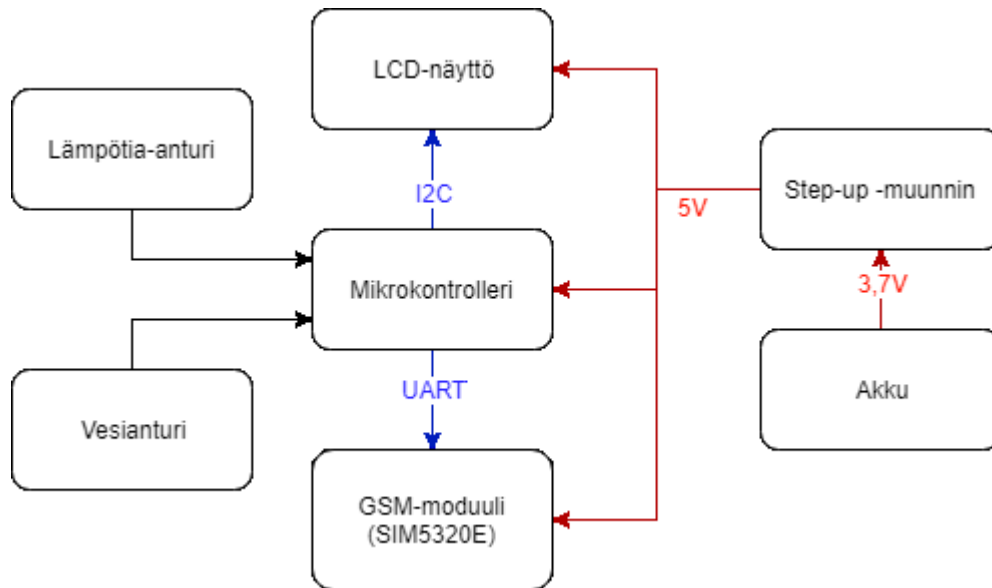 LCD-näyttö
Lämpötia-anturi
I2C
Step-up -muunnin
5V
Mikrokontrolleri
3,7V
UART
Akku
Vesianturi
GSM-moduuli
(SIM5320E)